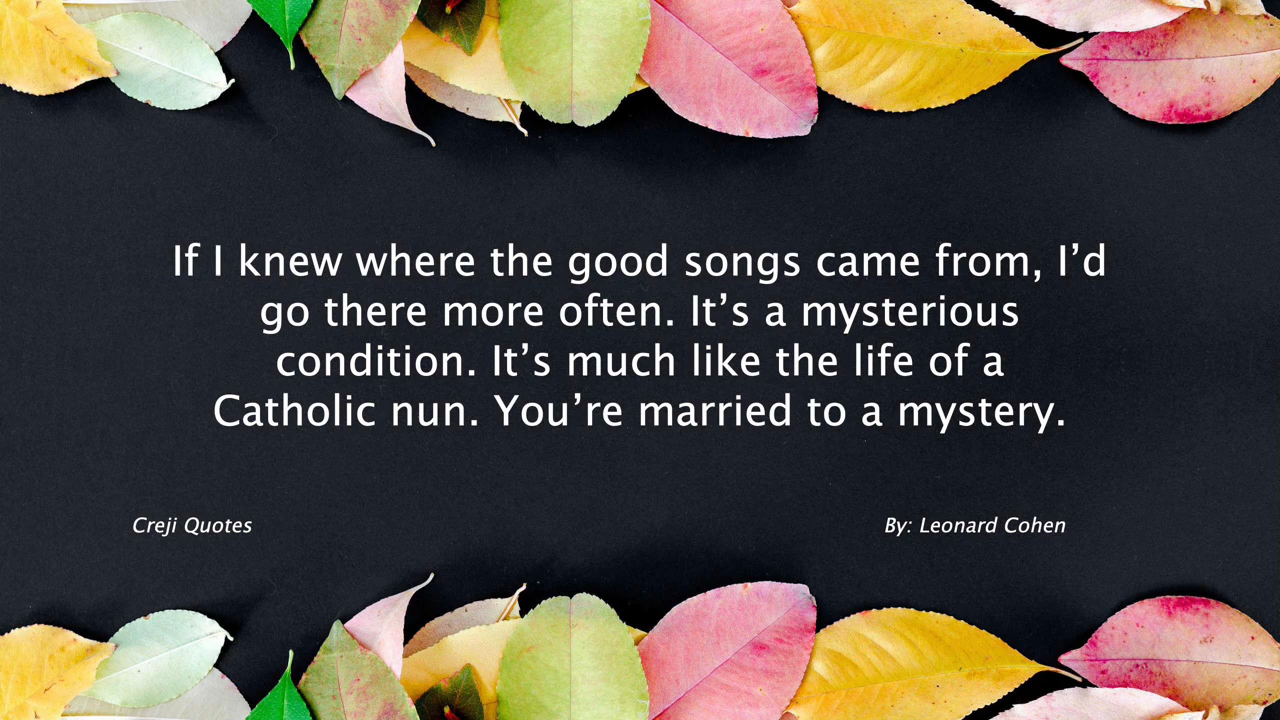 If I knew where the good songs came from, I’d
go there more often. It’s a mysterious
condition. It’s much like the life of a
Catholic nun. You’re married to a mystery.
Creji Quotes
By: Leonard Cohen